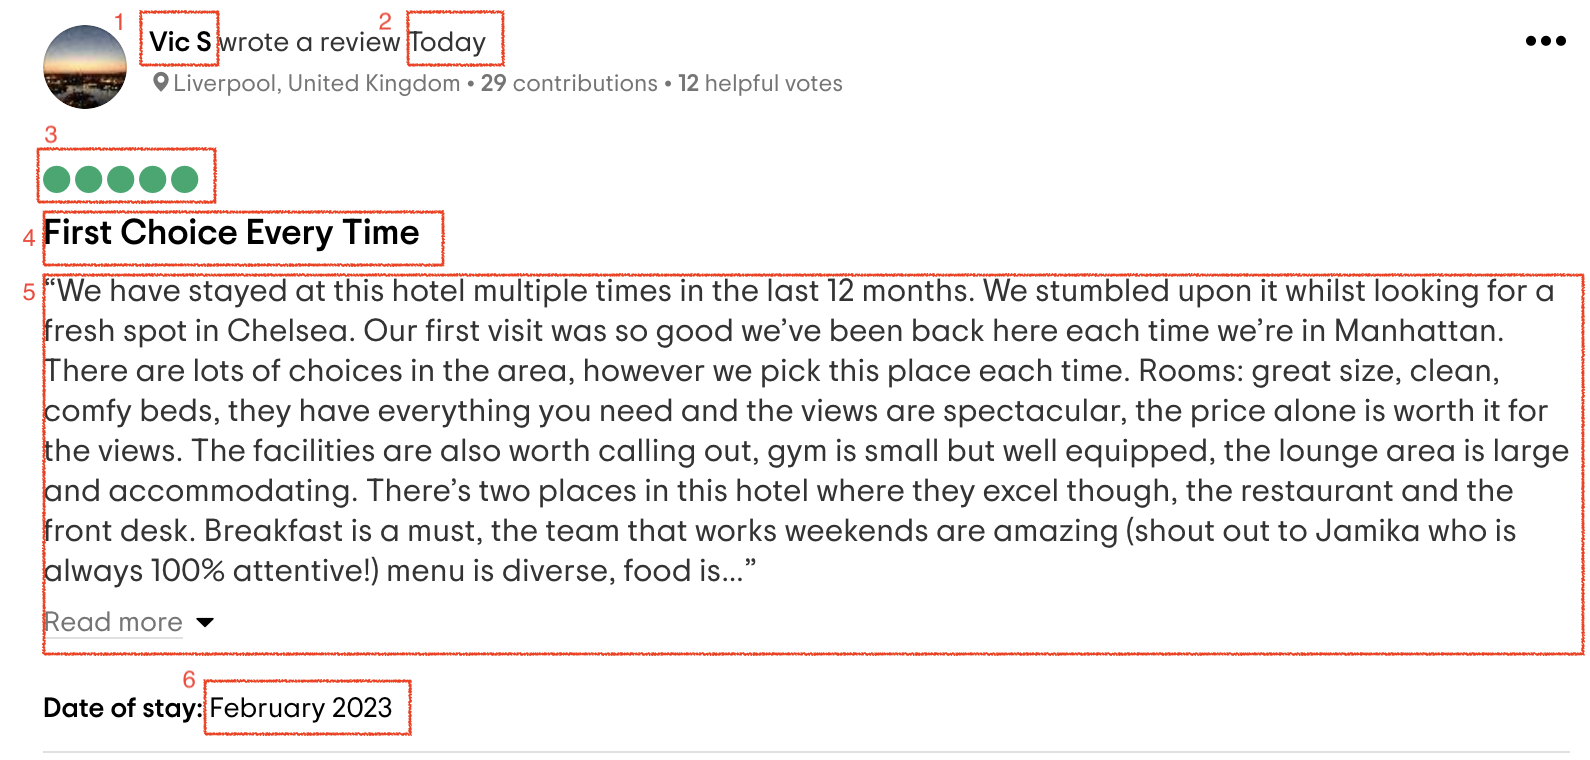 1 Vic S wrote a review 2 Today
Liverpool, United Kingdom • 29 contributions • 12 helpful votes
3
4 First Choice Every Time
5 “We have stayed at this hotel multiple times in the last 12 months. We stumbled upon it whilst looking for a
fresh spot in Chelsea. Our first visit was so good we’ve been back here each time we’re in Manhattan.
There are lots of choices in the area, however we pick this place each time. Rooms: great size, clean,
comfy beds, they have everything you need and the views are spectacular, the price alone is worth it for
the views. The facilities are also worth calling out, gym is small but well equipped, the lounge area is large
and accommodating. There’s two places in this hotel where they excel though, the restaurant and the
front desk. Breakfast is a must, the team that works weekends are amazing (shout out to Jamika who is
always 100% attentive!) menu is diverse, food is...”
Read more
6
Date of stay: February 2023